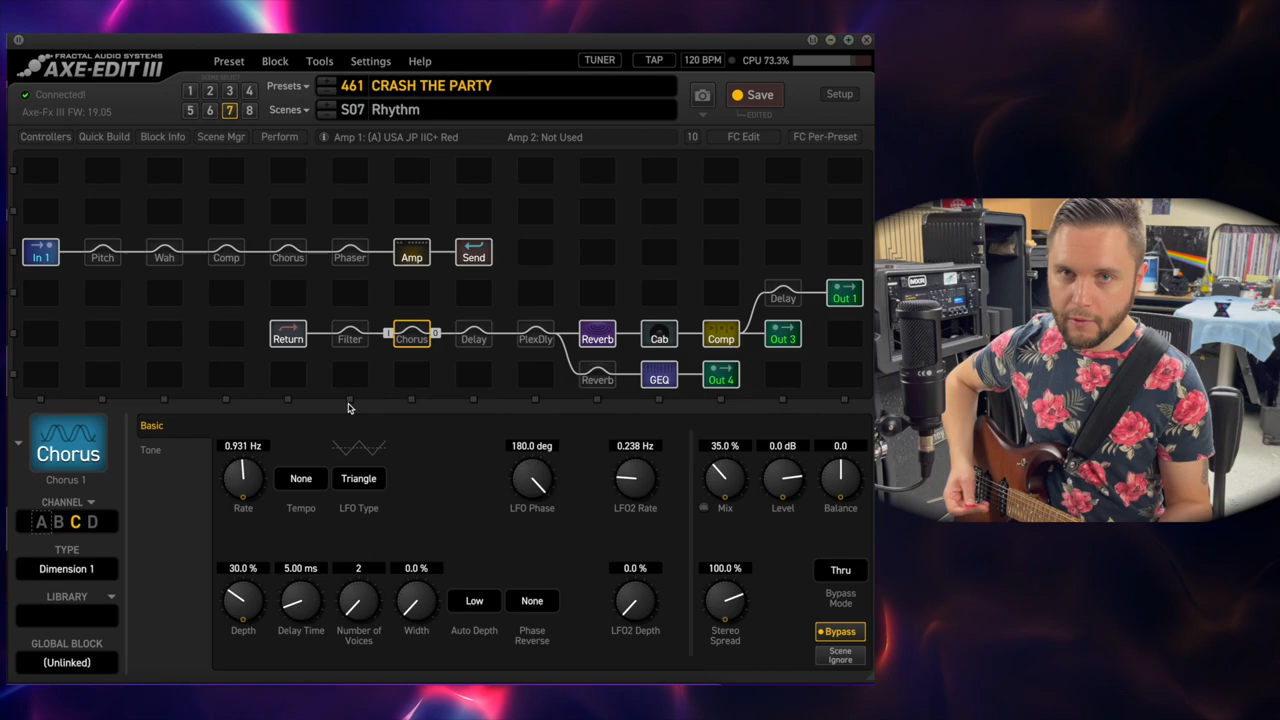 FRACTAL AUDIO SYSTEMS
AXE-EDIT III
Preset Block Tools Settings Help
TUNER TAP 120 BPM CPU 73.3%
Connected!
Axe-Fx III FW: 19.05
SCENE SELECT
1 2 3 4
5 6 7 8
Presets 461 CRASH THE PARTY
Scenes S07 Rhythm
Save
EDITED
Setup
Controllers Quick Build Block Info Scene Mgr Perform Amp 1: (A) USA JP IIC+ Red Amp 2: Not Used 10 FC Edit FC Per-Preset
In 1 Pitch Wah Comp Chorus Phaser Amp Send
Delay Out 1
Return Filter I Chorus O Delay PlexDly Reverb Cab Comp Out 3
Reverb GEQ Out 4
Chorus
Chorus 1
CHANNEL
A B C D
TYPE
Dimension 1
LIBRARY
GLOBAL BLOCK
(Unlinked)
Basic
Tone
0.931 Hz 180.0 deg 0.238 Hz 35.0 % 0.0 dB 0.0
None Triangle
Rate Tempo LFO Type LFO Phase LFO2 Rate Mix Level Balance
30.0 % 5.00 ms 2 0.0 % 0.0 % 100.0 %
Low None
Depth Delay Time Number of Voices Width Auto Depth Phase Reverse LFO2 Depth Stereo Spread
Thru
Bypass Mode
Bypass
Scene Ignore
MXR